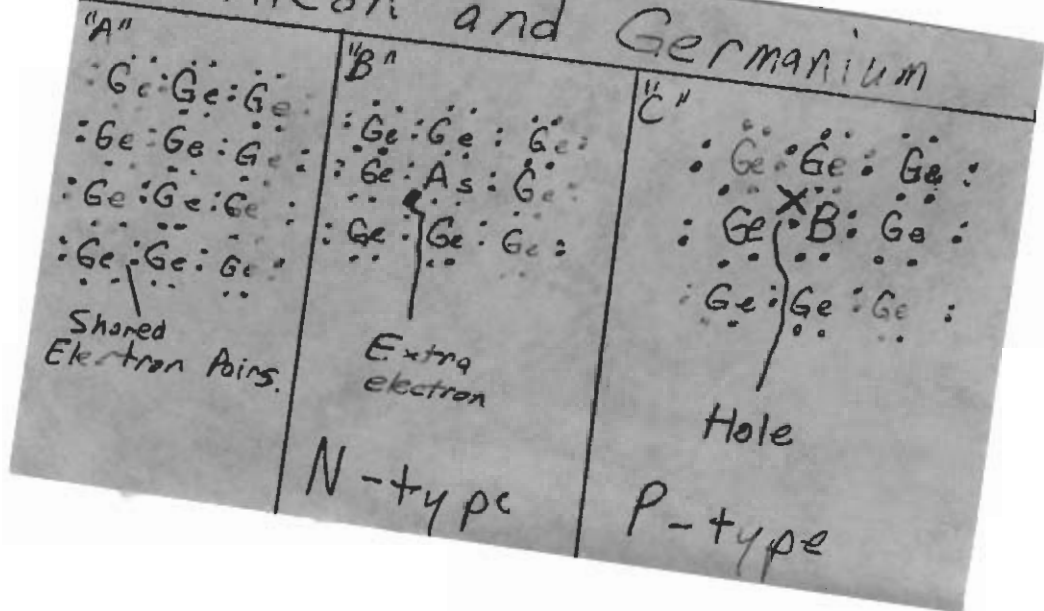 and Germanium
"A"
Ge:Ge:Ge
:Ge:Ge:Ge:
:Ge:Ge:Ge:
:Ge:Ge:Ge:
Shared
Electron Pairs.
"B"
:Ge:Ge:Ge:
:Ge:As:Ge:
:Ge:Ge:Ge:
Extra
electron
N-type
"C"
:Ge:Ge:Ge:
X
:Ge:B:Ge:
:Ge:Ge:Ge:
Hole
P-type